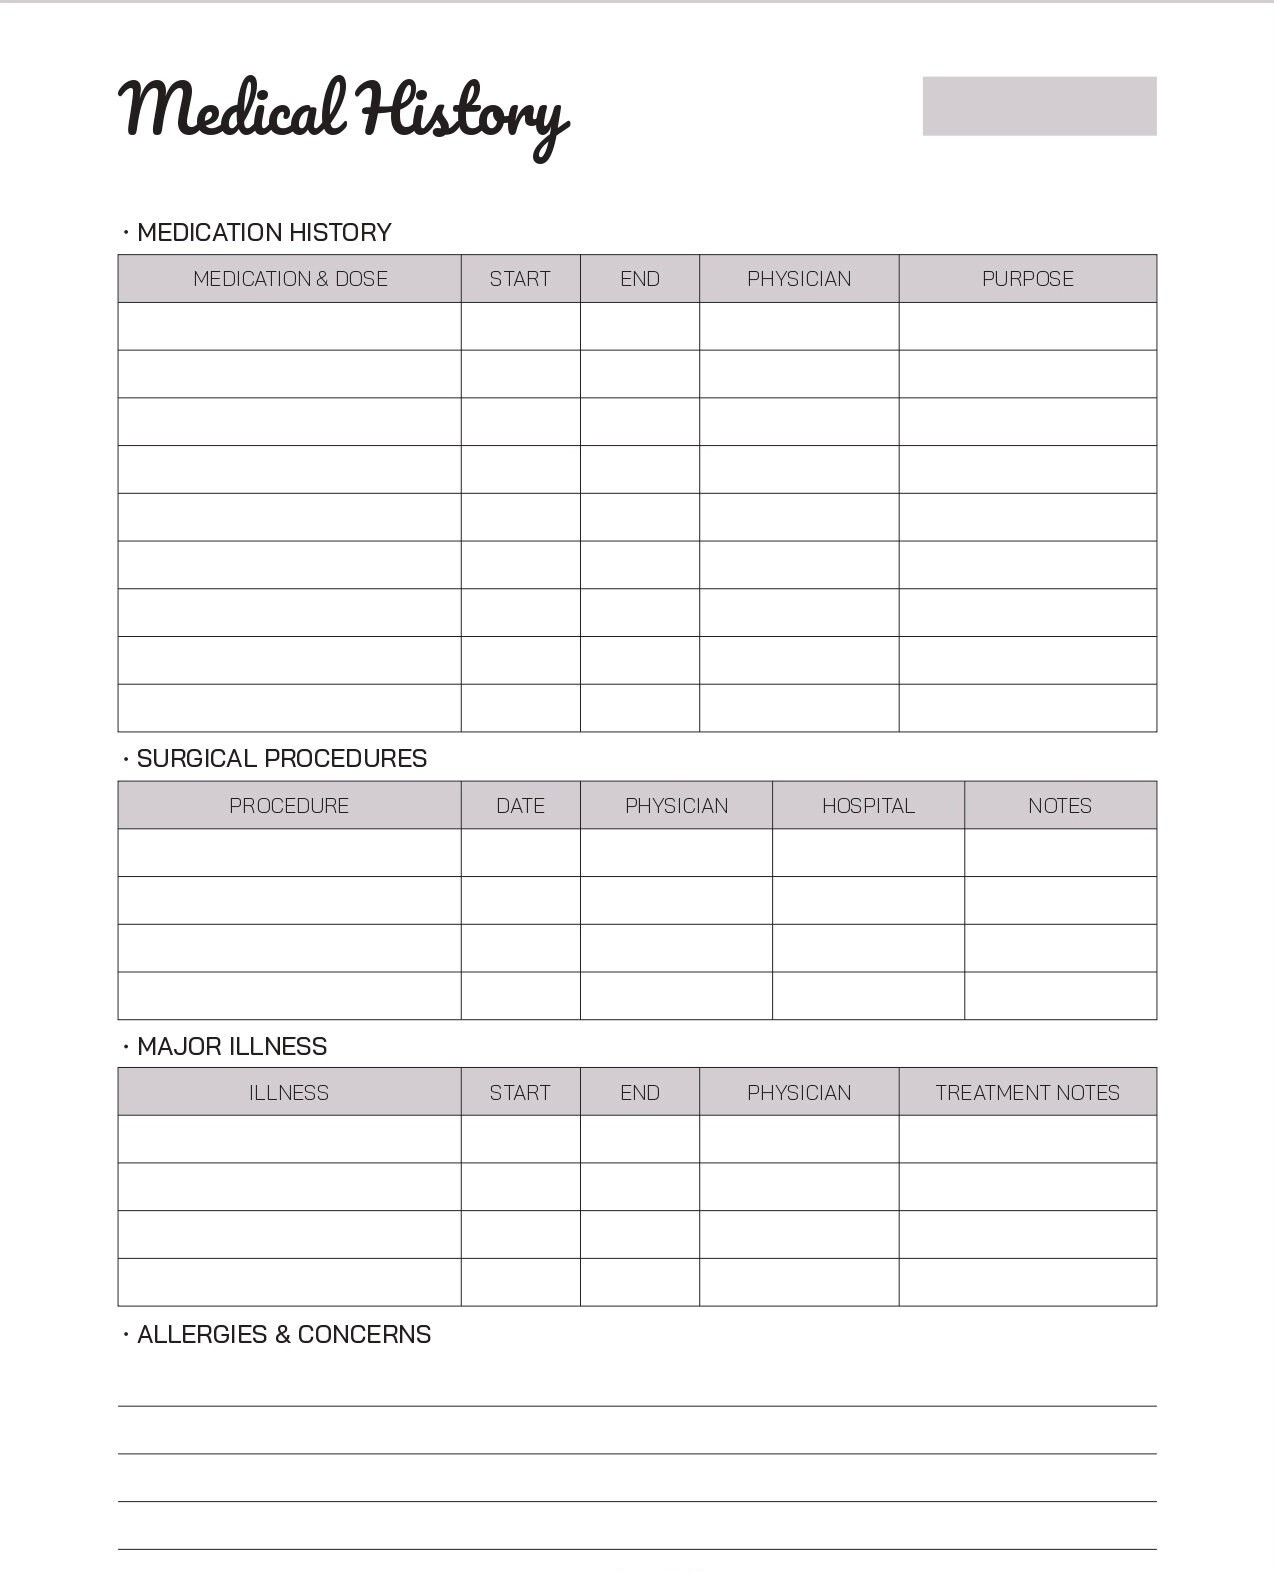 Medical History
· MEDICATION HISTORY
MEDICATION & DOSE START END PHYSICIAN PURPOSE
· SURGICAL PROCEDURES
PROCEDURE DATE PHYSICIAN HOSPITAL NOTES
· MAJOR ILLNESS
ILLNESS START END PHYSICIAN TREATMENT NOTES
· ALLERGIES & CONCERNS